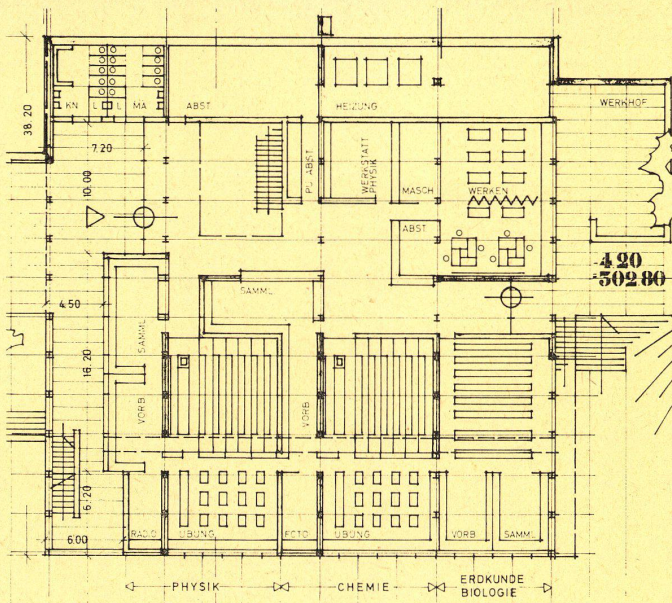 KN L L MA ABST. HEIZUNG WERKHOF
38.20
7.20
10.00
PU ABST.
WERKSTATT
PHYSIK
MASCH WERKEN
ABST.
-4.20
-302.80
4.50
SAMML
SAMML
16.20
VORB
VORB
6.20
6.00
RADIO ÜBUNG FOTO ÜBUNG VORB SAMML
PHYSIK CHEMIE ERDKUNDE
BIOLOGIE